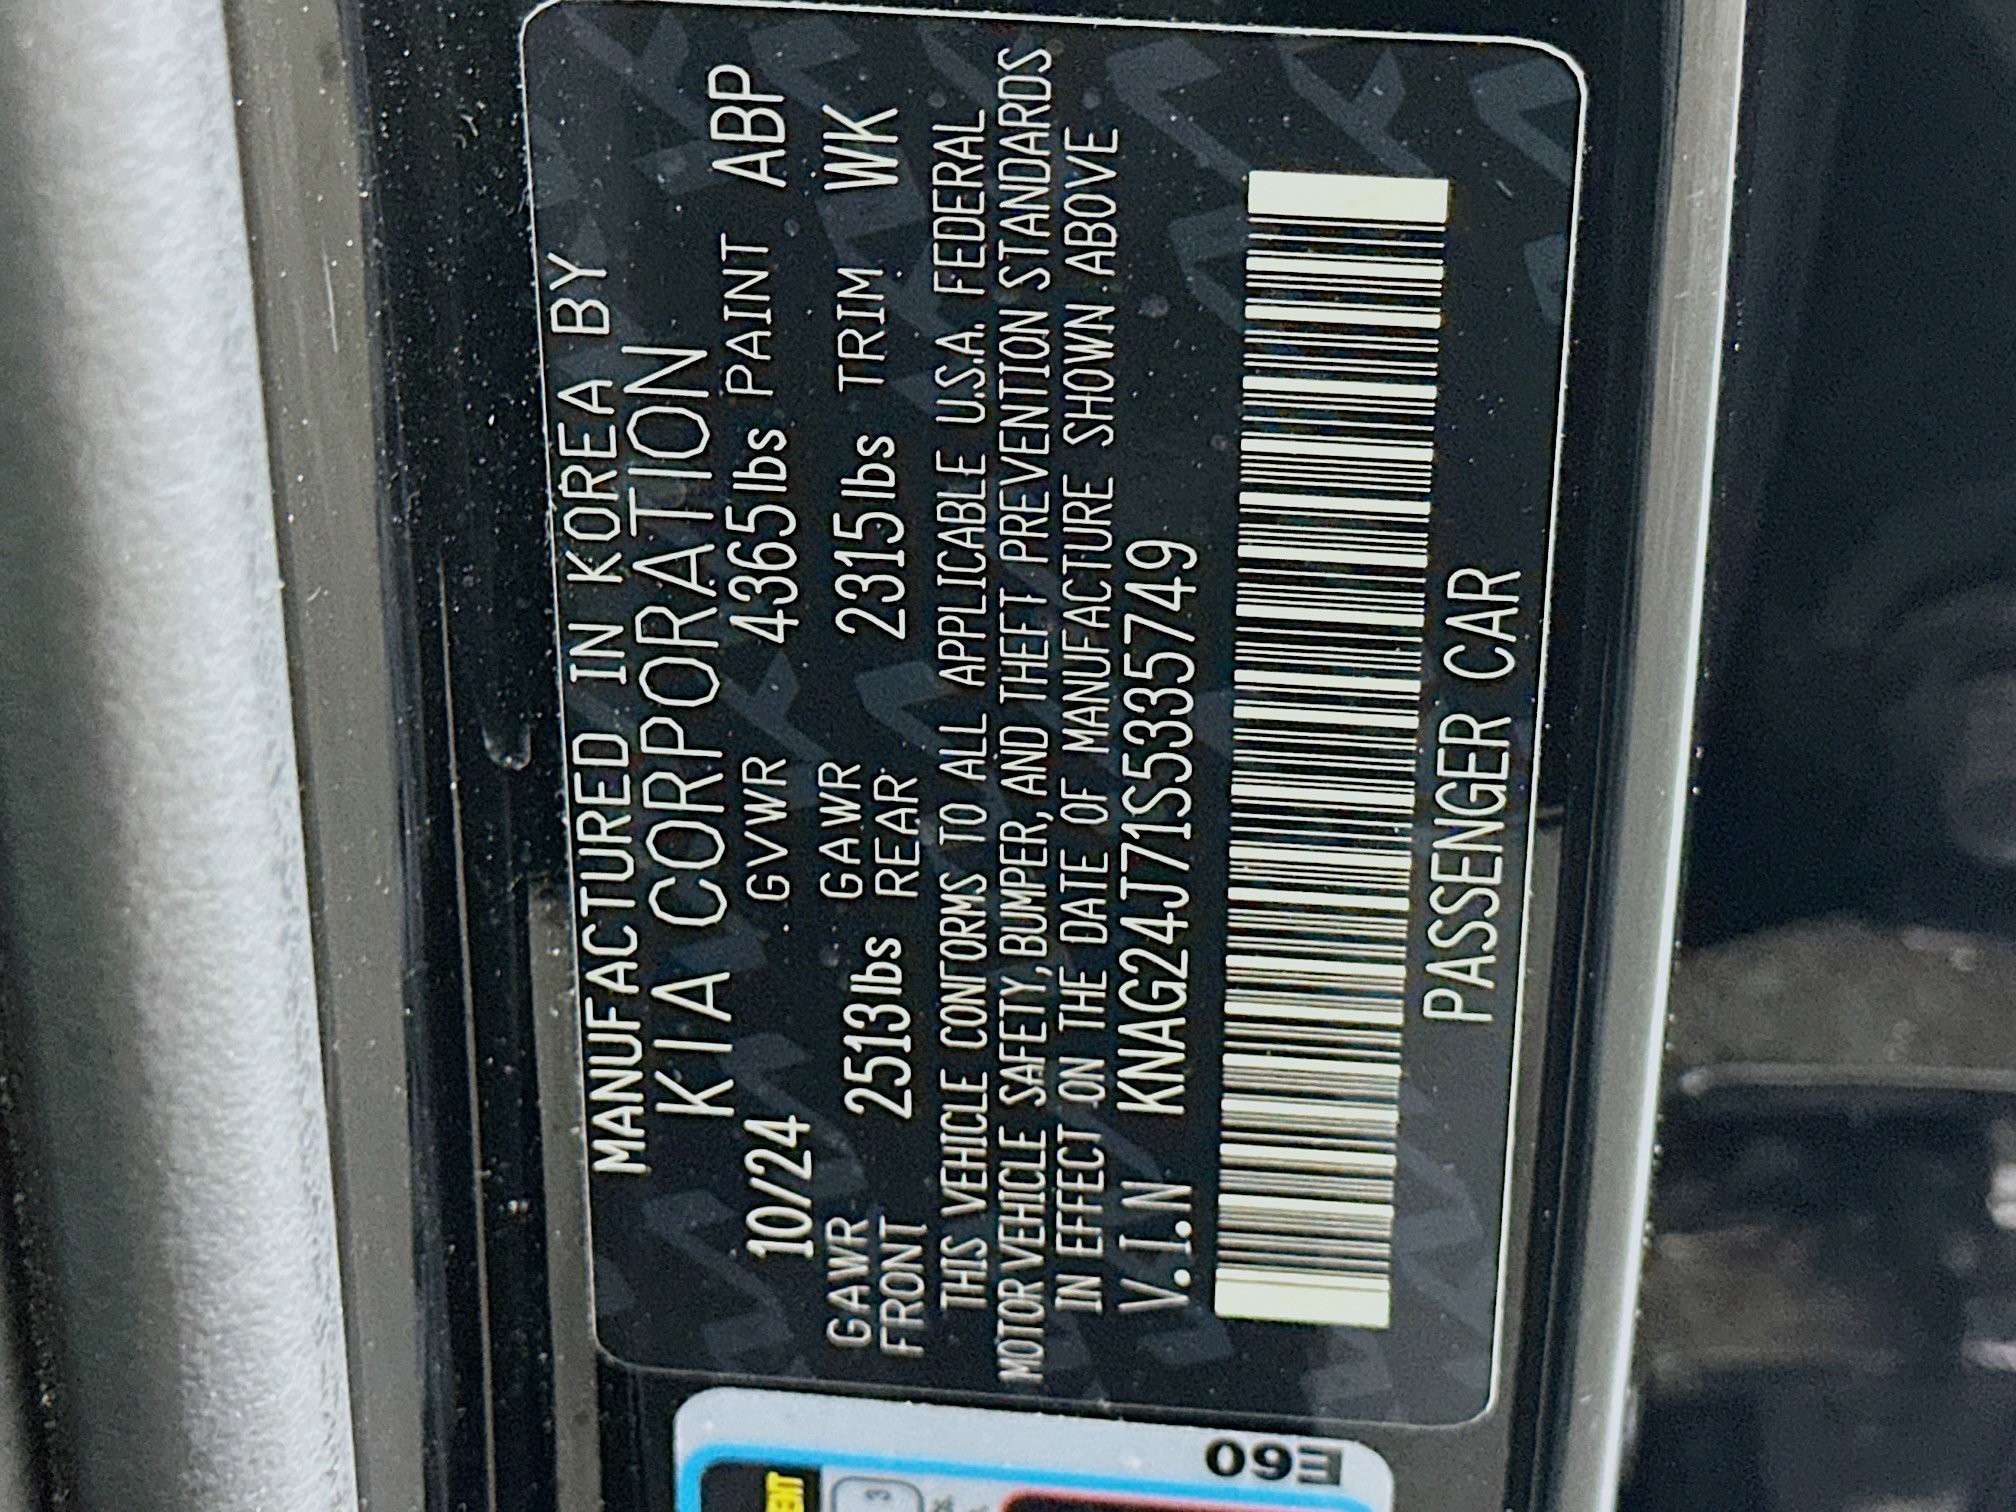 MANUFACTURED IN KOREA BY
KIA CORPORATION
10/24 GVWR 4365lbs PAINT ABP
GAWR FRONT 2513lbs GAWR REAR 2315lbs TRIM WK
THIS VEHICLE CONFORMS TO ALL APPLICABLE U.S.A. FEDERAL
MOTOR VEHICLE SAFETY, BUMPER, AND THEFT PREVENTION STANDARDS
IN EFFECT ON THE DATE OF MANUFACTURE SHOWN ABOVE
V.I.N KNAG24J71S5335749
PASSENGER CAR
E60
3